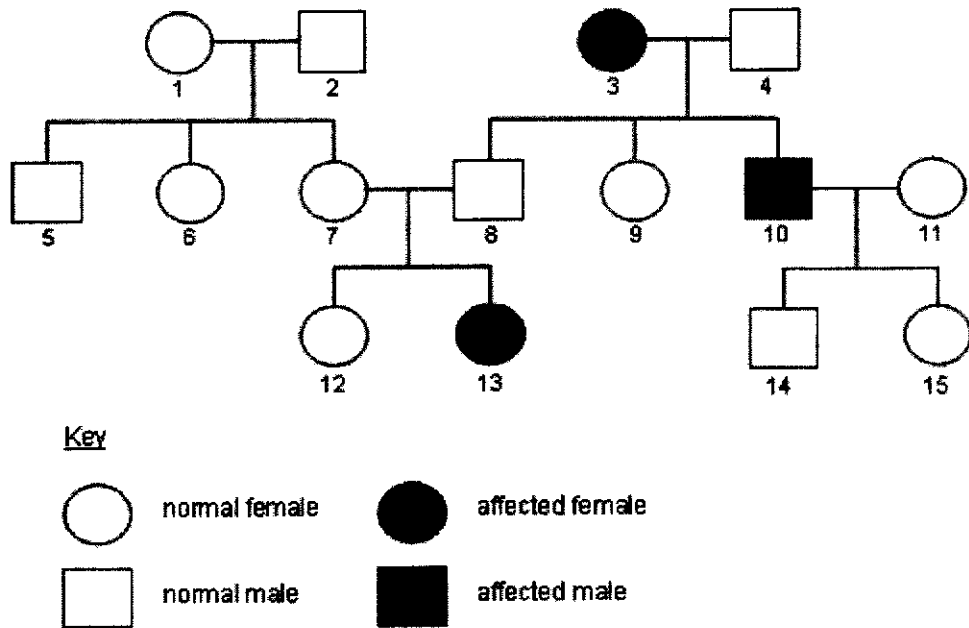 1 2 3 4
5 6 7 8 9 10 11
12 13 14 15
Key
normal female affected female
normal male affected male